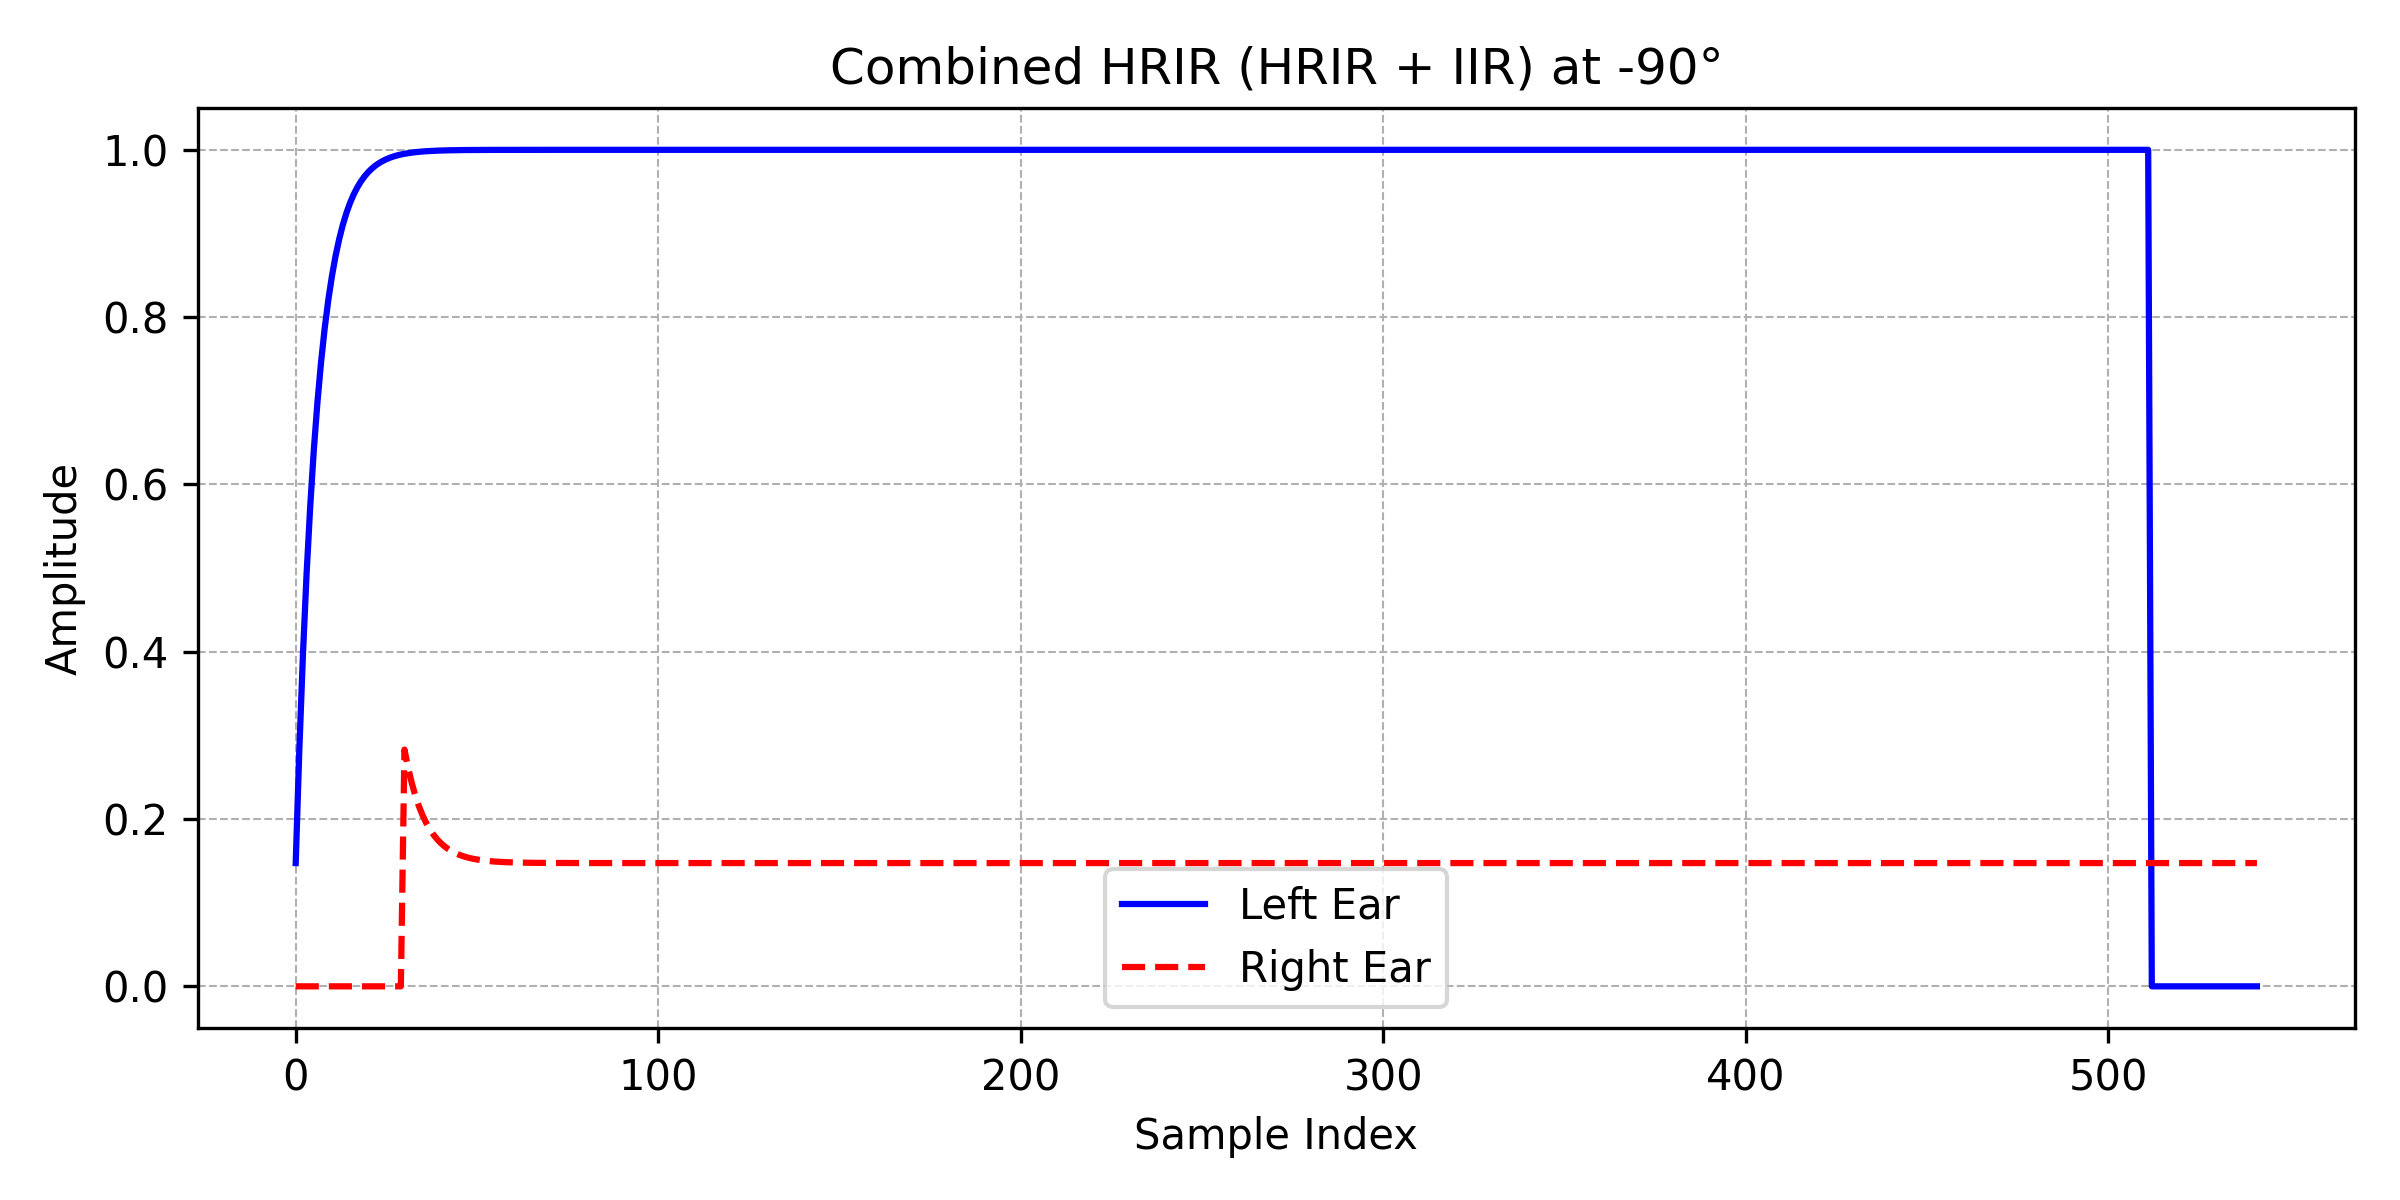 Combined HRIR (HRIR + IIR) at -90°
Amplitude
1.0
0.8
0.6
0.4
0.2
0.0
Left Ear
Right Ear
0 100 200 300 400 500
Sample Index